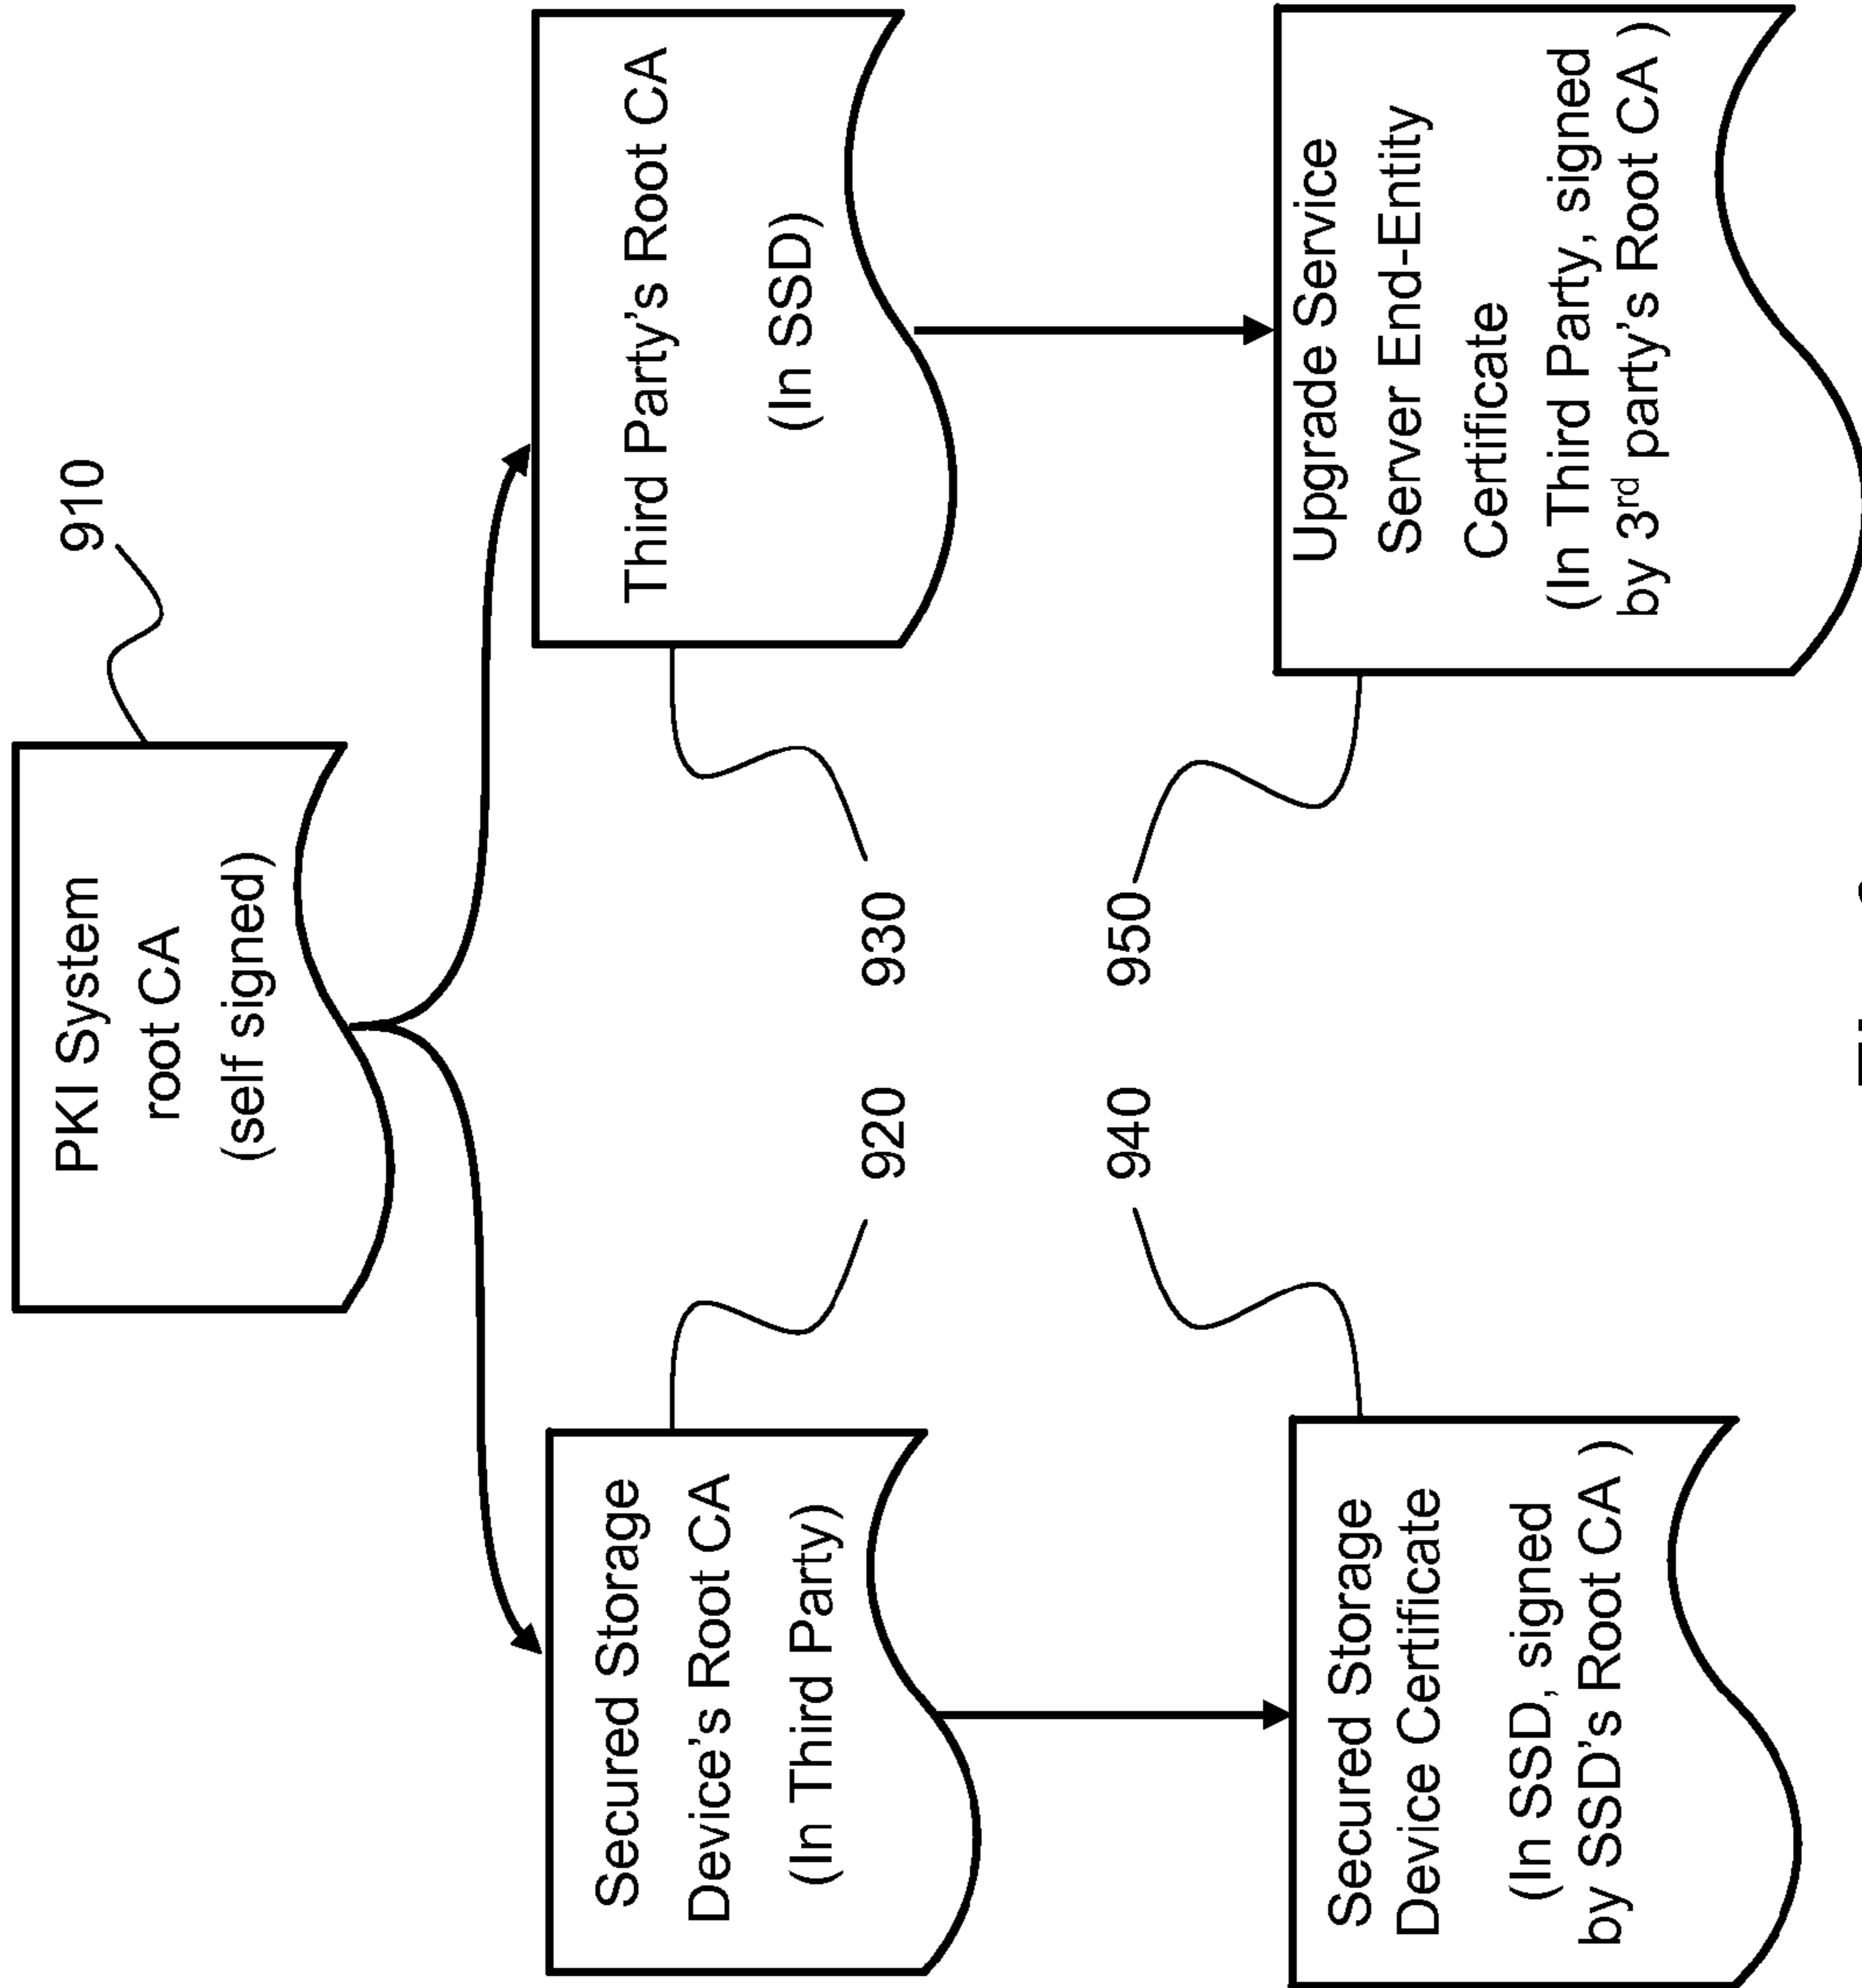 PKI System
root CA
(self signed)
910
Secured Storage
Device's Root CA
(In Third Party)
920
930
Third Party's Root CA
(In SSD)
940
950
Secured Storage
Device Certificate
(In SSD, signed
by SSD's Root CA )
Upgrade Service
Server End-Entity
Certificate
(In Third Party, signed
by 3rd party's Root CA )